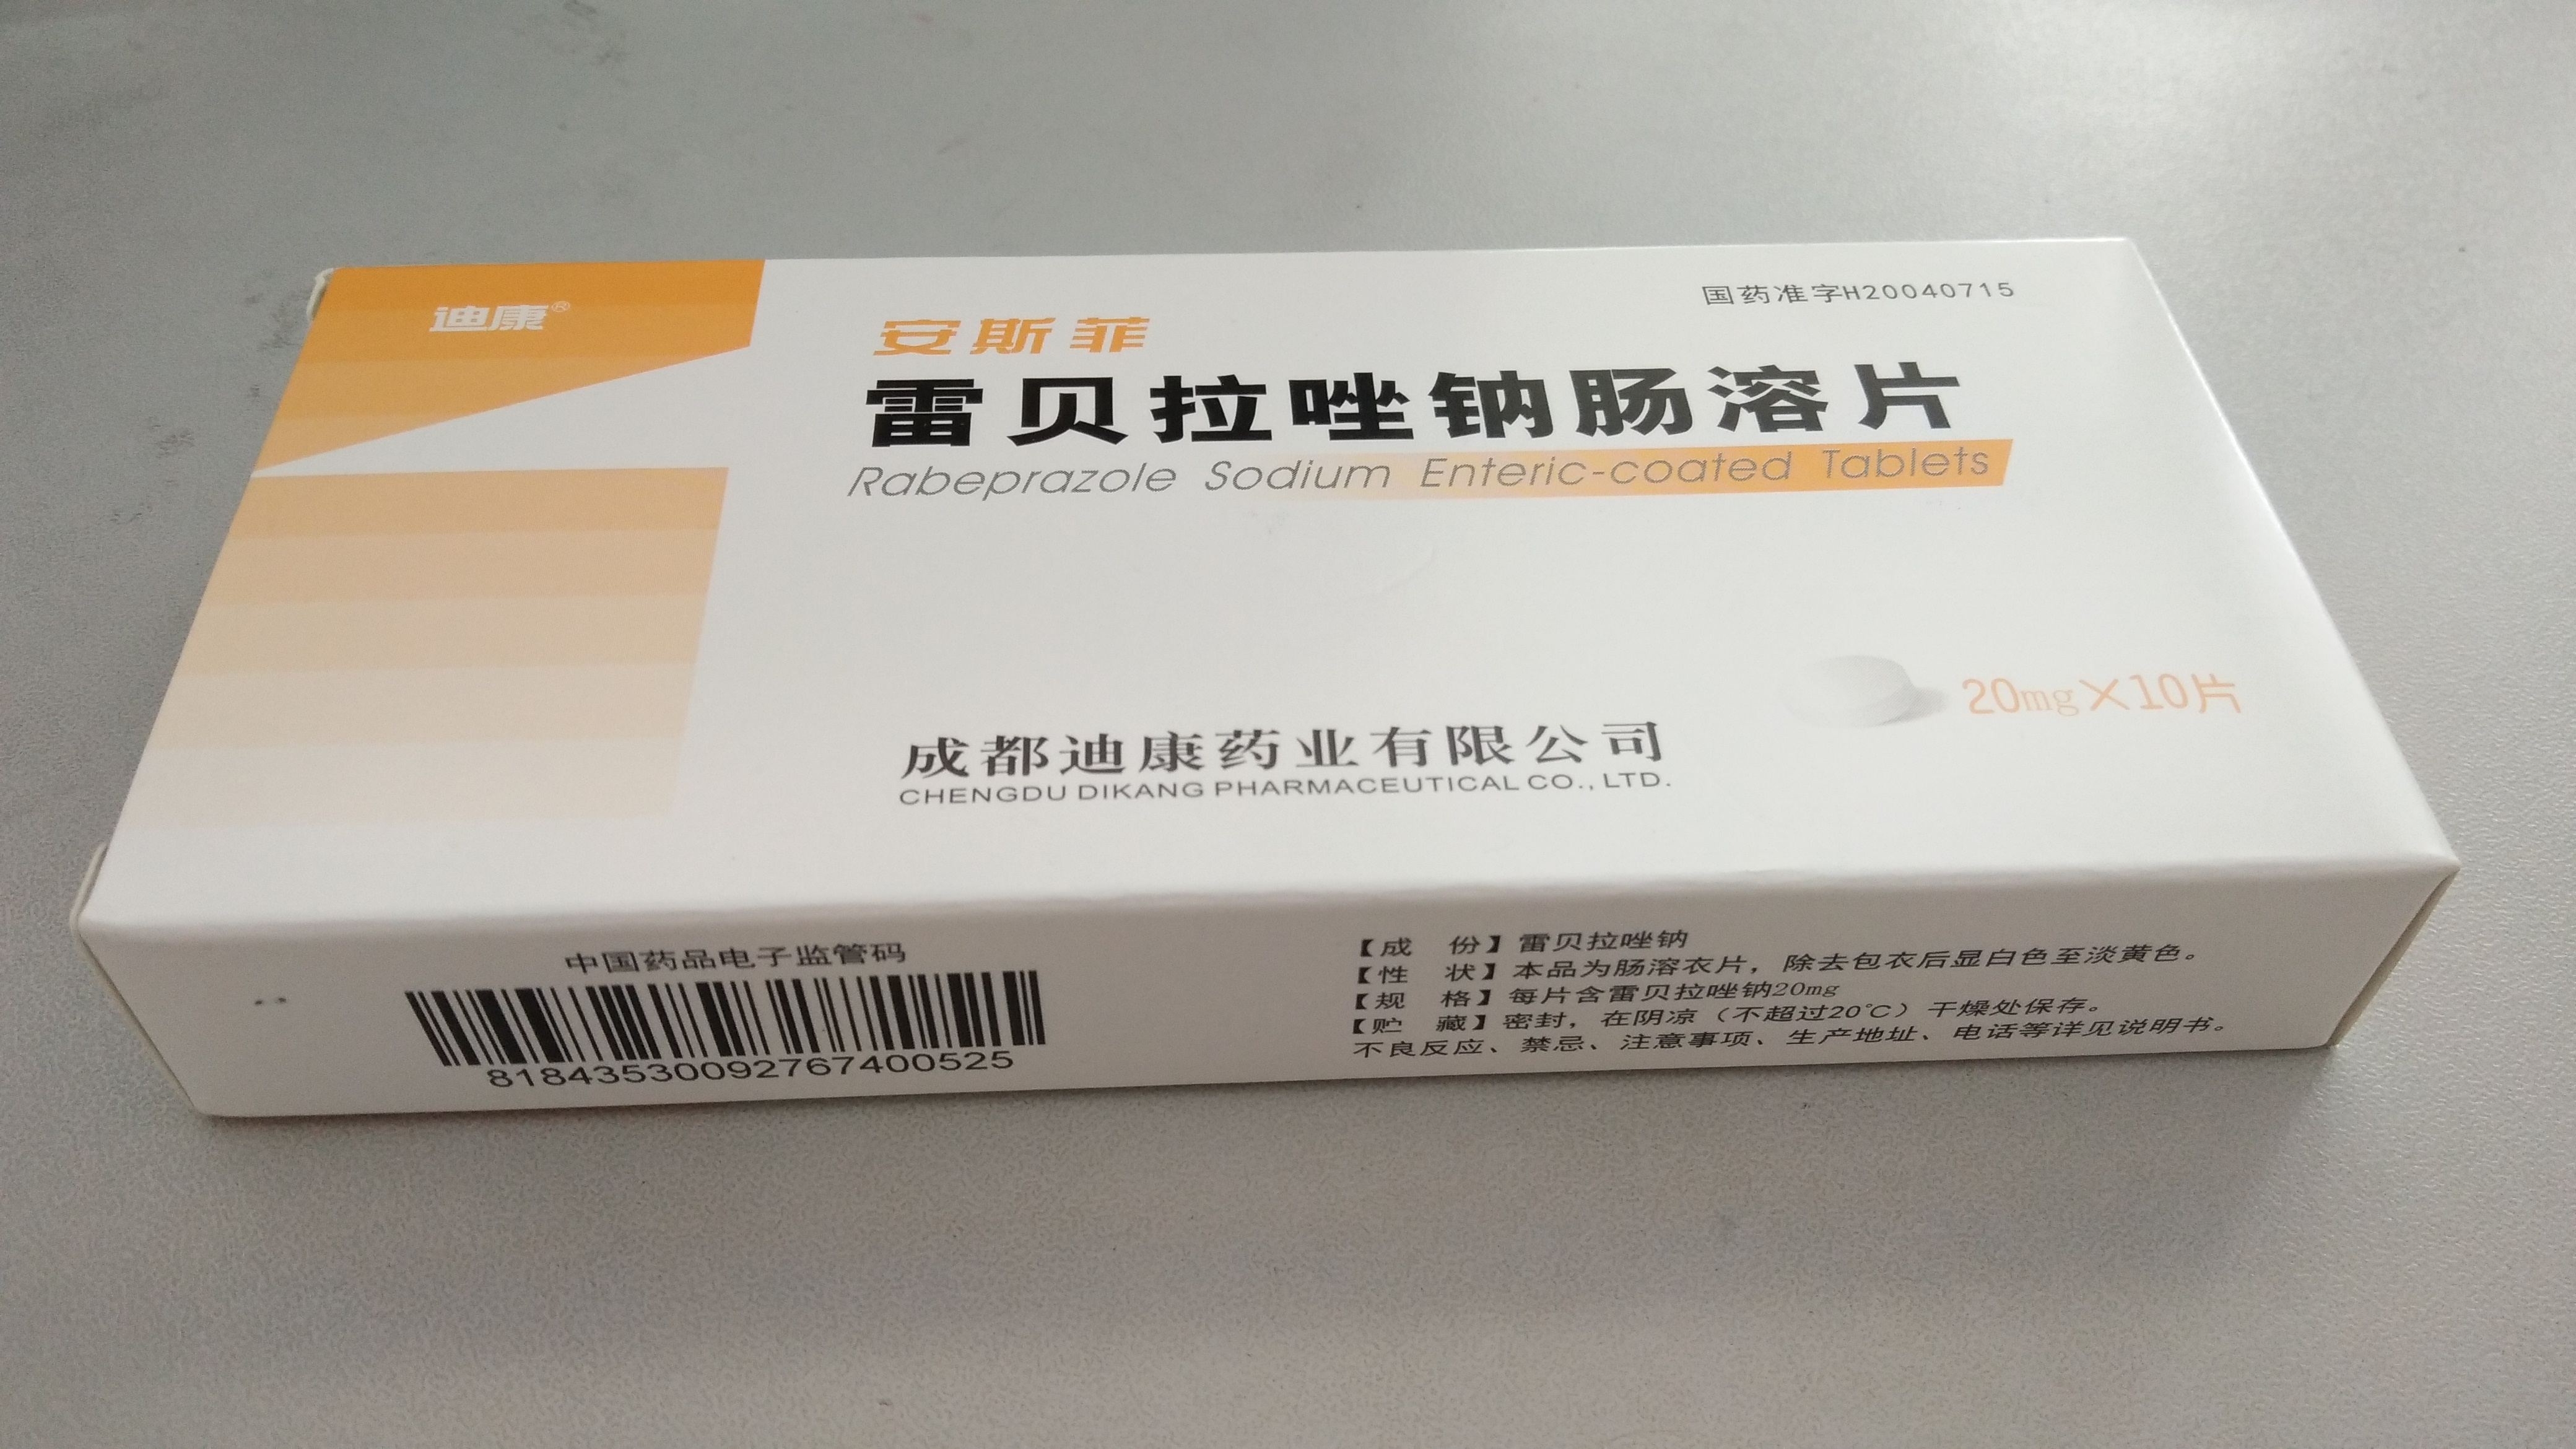 迪康®
国药准字H20040715
安斯菲
雷贝拉唑钠肠溶片
Rabeprazole Sodium Enteric-coated Tablets
20mg×10片
成都迪康药业有限公司
CHENGDU DIKANG PHARMACEUTICAL CO., LTD.
中国药品电子监管码
81843530092767400525
【成 份】雷贝拉唑钠
【性 状】本品为肠溶衣片，除去包衣后显白色至淡黄色。
【规 格】每片含雷贝拉唑钠20mg
【贮 藏】密封，在阴凉（不超过20℃）干燥处保存。
不良反应、禁忌、注意事项、生产地址、电话等详见说明书。